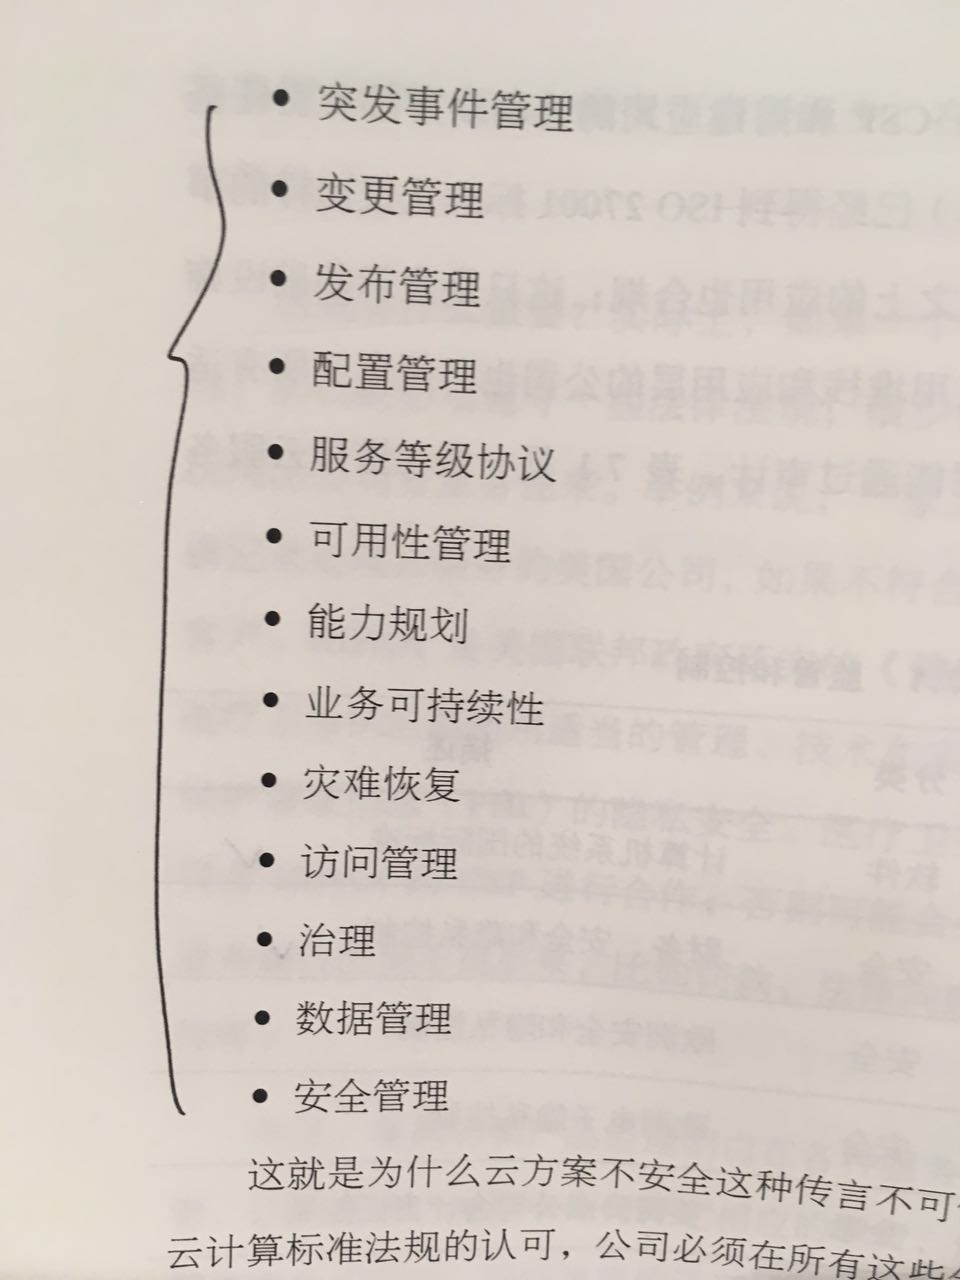 • 突发事件管理
• 变更管理
• 发布管理
• 配置管理
• 服务等级协议
• 可用性管理
• 能力规划
• 业务可持续性
• 灾难恢复
• 访问管理
• 治理
• 数据管理
• 安全管理
这就是为什么云方案不安全这种传言不可
云计算标准法规的认可，公司必须在所有这些